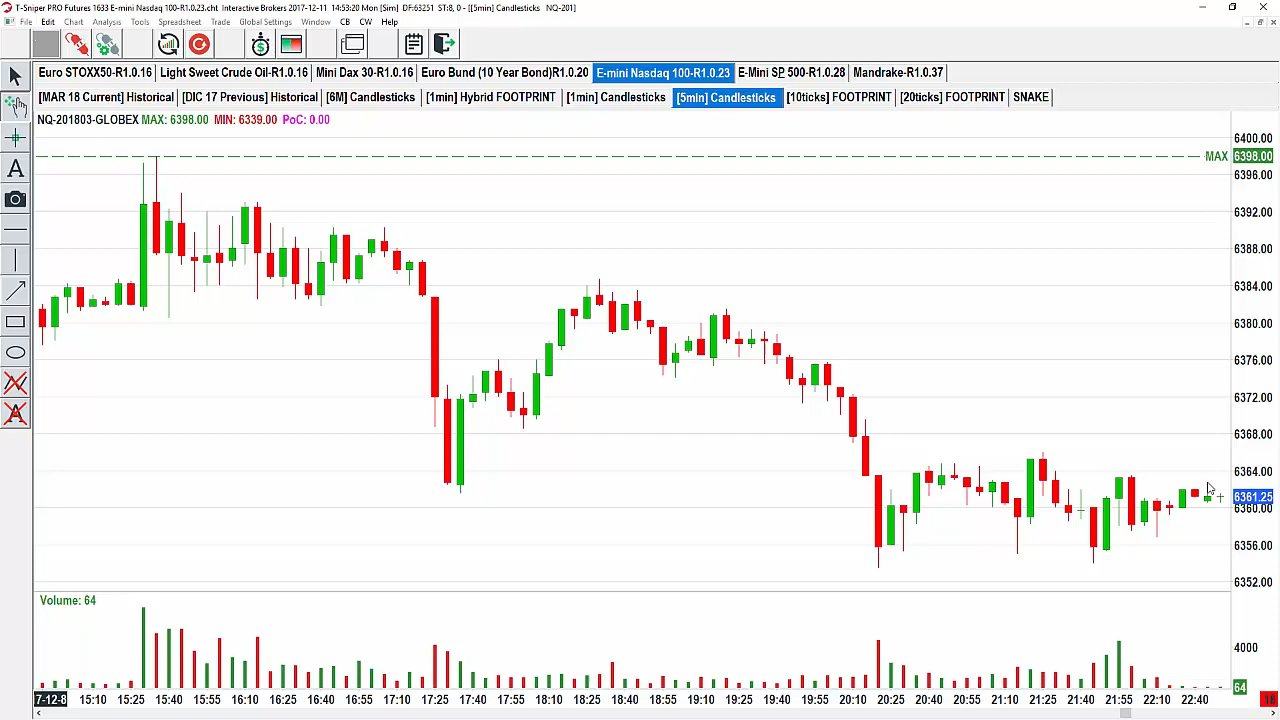 T-Sniper PRO Futures 1633 E-mini Nasdaq 100-R1.0.23.cht Interactive Brokers 2017-12-11 14:53:20 Mon [Sim] DF:63251 ST:8, 0 - [[5min] Candlesticks NQ-201]
File Edit Chart Analysis Tools Spreadsheet Trade Global Settings Window CB CW Help
Euro STOXX50-R1.0.16 Light Sweet Crude Oil-R1.0.16 Mini Dax 30-R1.0.16 Euro Bund (10 Year Bond)R1.0.20 E-mini Nasdaq 100-R1.0.23 E-Mini SP 500-R1.0.28 Mandrake-R1.0.37
[MAR 18 Current] Historical [DIC 17 Previous] Historical [6M] Candlesticks [1min] Hybrid FOOTPRINT [1min] Candlesticks [5min] Candlesticks [10ticks] FOOTPRINT [20ticks] FOOTPRINT SNAKE
NQ-201803-GLOBEX MAX: 6398.00 MIN: 6339.00 PoC: 0.00
6400.00
MAX 6398.00
6396.00
6392.00
6388.00
6384.00
6380.00
6376.00
6372.00
6368.00
6364.00
6361.25
6360.00
6356.00
6352.00
Volume: 64
4000
64
7-12-8 15:10 15:25 15:40 15:55 16:10 16:25 16:40 16:55 17:10 17:25 17:40 17:55 18:10 18:25 18:40 18:55 19:10 19:25 19:40 19:55 20:10 20:25 20:40 20:55 21:10 21:25 21:40 21:55 22:10 22:40 18